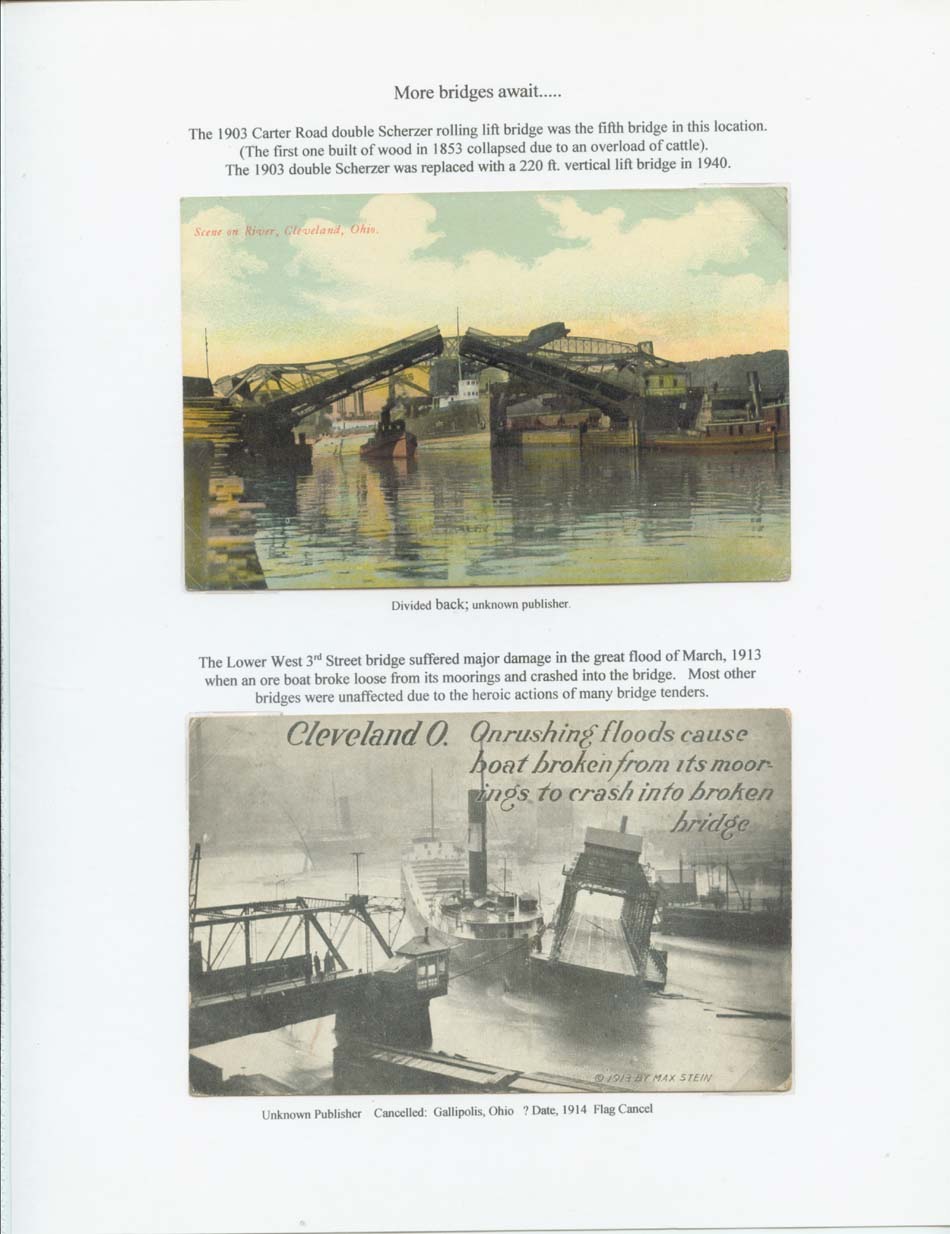 More bridges await.....
The 1903 Carter Road double Scherzer rolling lift bridge was the fifth bridge in this location.
(The first one built of wood in 1853 collapsed due to an overload of cattle).
The 1903 double Scherzer was replaced with a 220 ft. vertical lift bridge in 1940.
Scene on River, Cleveland, Ohio.
Divided back; unknown publisher.
The Lower West 3rd Street bridge suffered major damage in the great flood of March, 1913
when an ore boat broke loose from its moorings and crashed into the bridge. Most other
bridges were unaffected due to the heroic actions of many bridge tenders.
Cleveland O. Onrushing floods cause
boat broken from its moor-
ings to crash into broken
bridge
© 1913 BY MAX STEIN
Unknown Publisher Cancelled: Gallipolis, Ohio ? Date, 1914 Flag Cancel